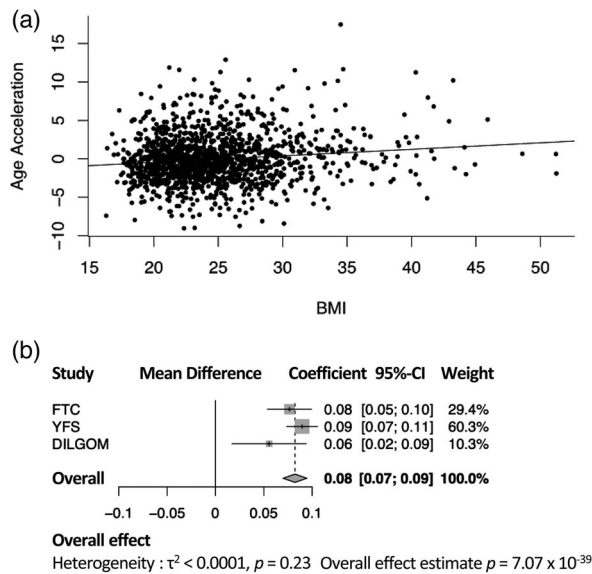 (a)
Age Acceleration
15
10
5
0
−5
−10
15 20 25 30 35 40 45 50
BMI
(b)
Study Mean Difference Coefficient 95%-CI Weight
FTC 0.08 [0.05; 0.10] 29.4%
YFS 0.09 [0.07; 0.11] 60.3%
DILGOM 0.06 [0.02; 0.09] 10.3%
Overall 0.08 [0.07; 0.09] 100.0%
−0.1 −0.05 0 0.05 0.1
Overall effect
Heterogeneity : τ² < 0.0001, p = 0.23 Overall effect estimate p = 7.07 x 10⁻³⁹